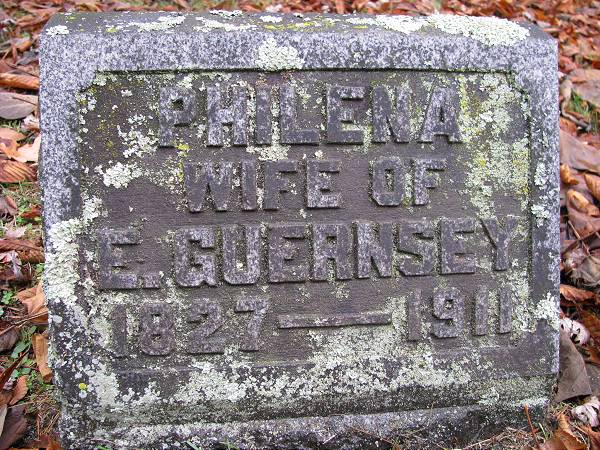 PHILENA
WIFE OF
E. GUERNSEY
1827 — 1911